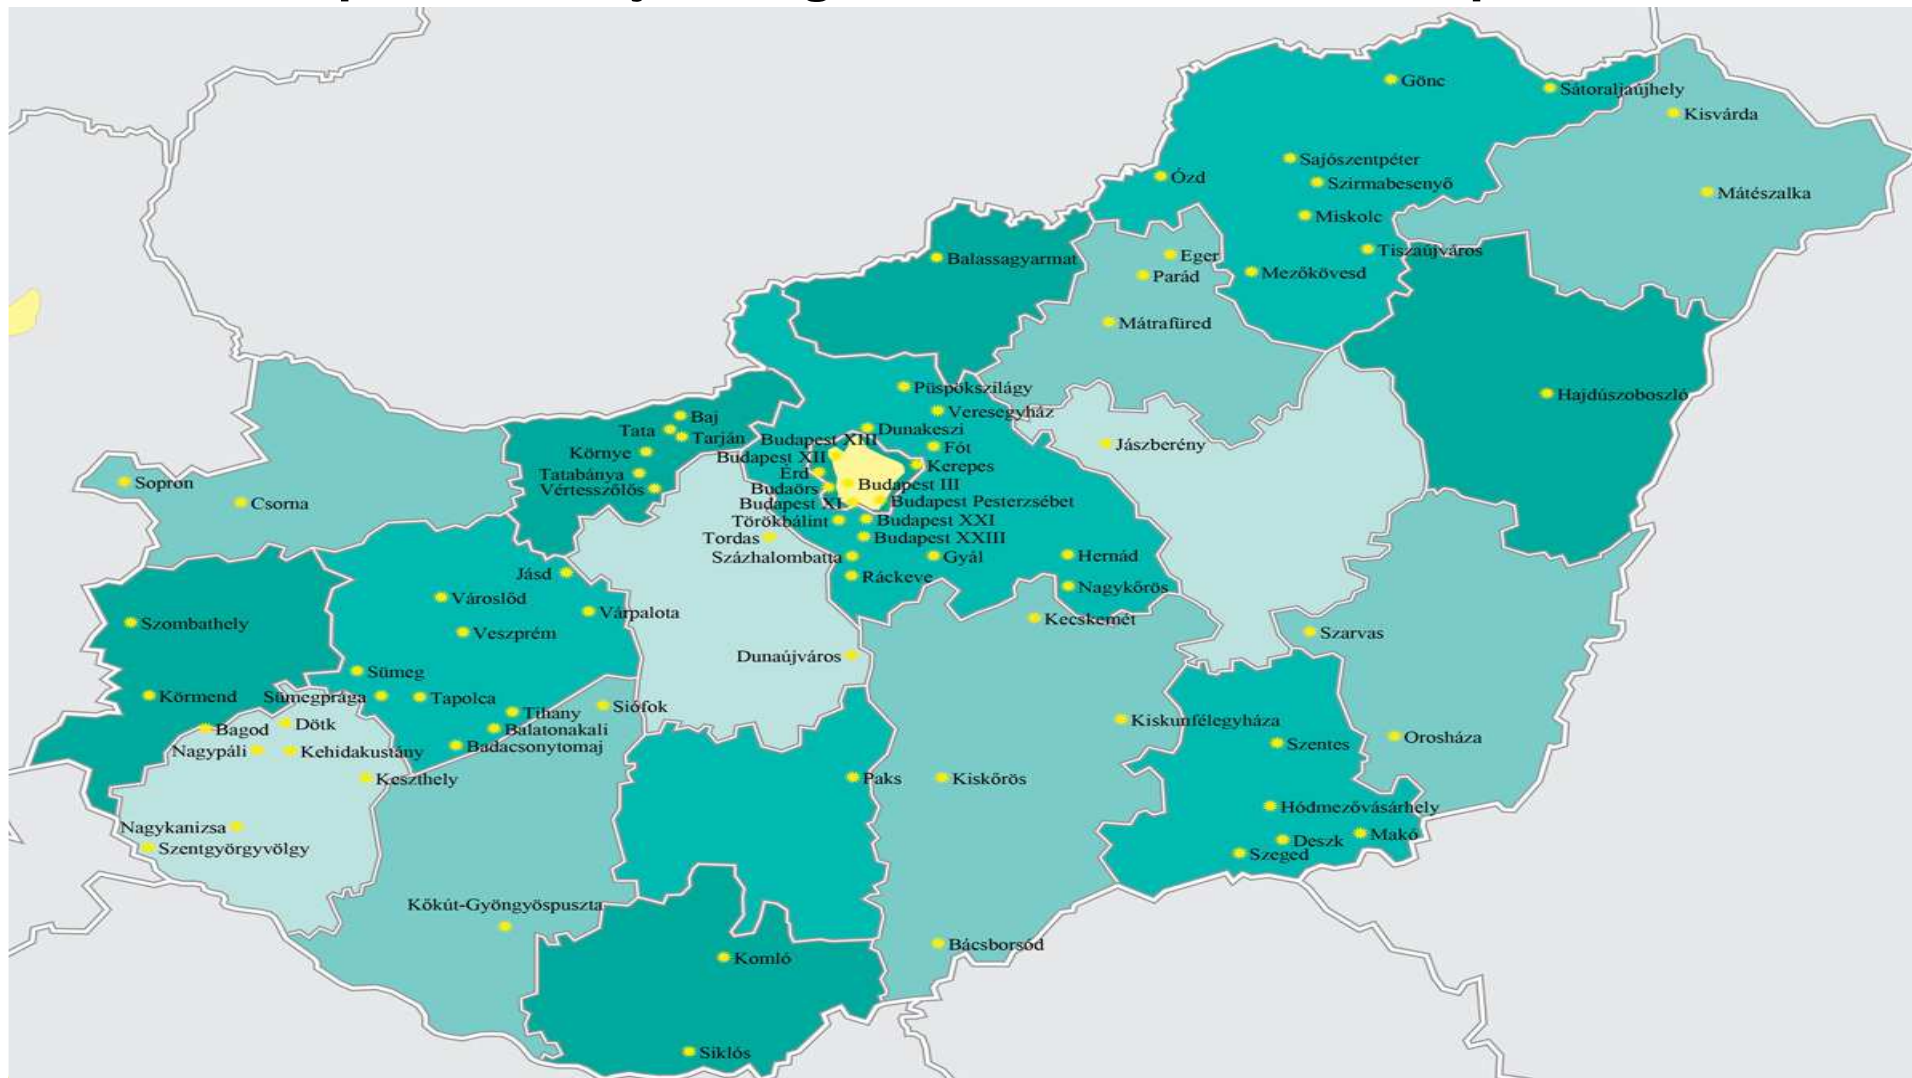 Gönc
Sátoraljaújhely
Kisvárda
Sajószentpéter
Ózd
Szirmabesenyő
Mátészalka
Miskolc
Tiszaújváros
Balassagyarmat
Eger
Mezőkövesd
Parád
Mátrafüred
Püspökszilágy
Hajdúszoboszló
Veresegyház
Baj
Tata
Tarján
Dunakeszi
Budapest XIII
Fót
Jászberény
Környe
Budapest XII
Kerepes
Tatabánya
Érd
Sopron
Vértesszőlős
Budaörs
Budapest III
Csorna
Budapest XI
Budapest Pesterzsébet
Törökbálint
Budapest XXI
Tordas
Budapest XXIII
Százhalombatta
Gyál
Hernád
Jásd
Ráckeve
Nagykőrös
Városlőd
Várpalota
Kecskemét
Szombathely
Veszprém
Szarvas
Dunaújváros
Sümeg
Körmend
Sümegprága
Tapolca
Siófok
Tihany
Kiskunfélegyháza
Dötk
Bagod
Balatonakali
Orosháza
Nagypáli
Kehidakustány
Badacsonytomaj
Szentes
Keszthely
Paks
Kiskőrös
Hódmezővásárhely
Nagykanizsa
Makó
Szentgyörgyvölgy
Deszk
Szeged
Kőkút-Gyöngyöspuszta
Bácsborsód
Komló
Siklós